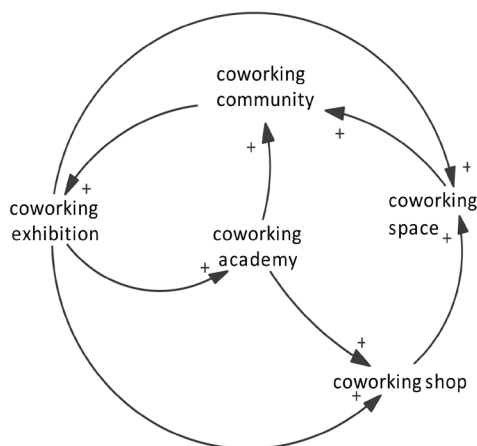 coworking
community
+
+
+
+
coworking
exhibition
coworking
space
+
coworking
academy
+
+
coworking shop
+